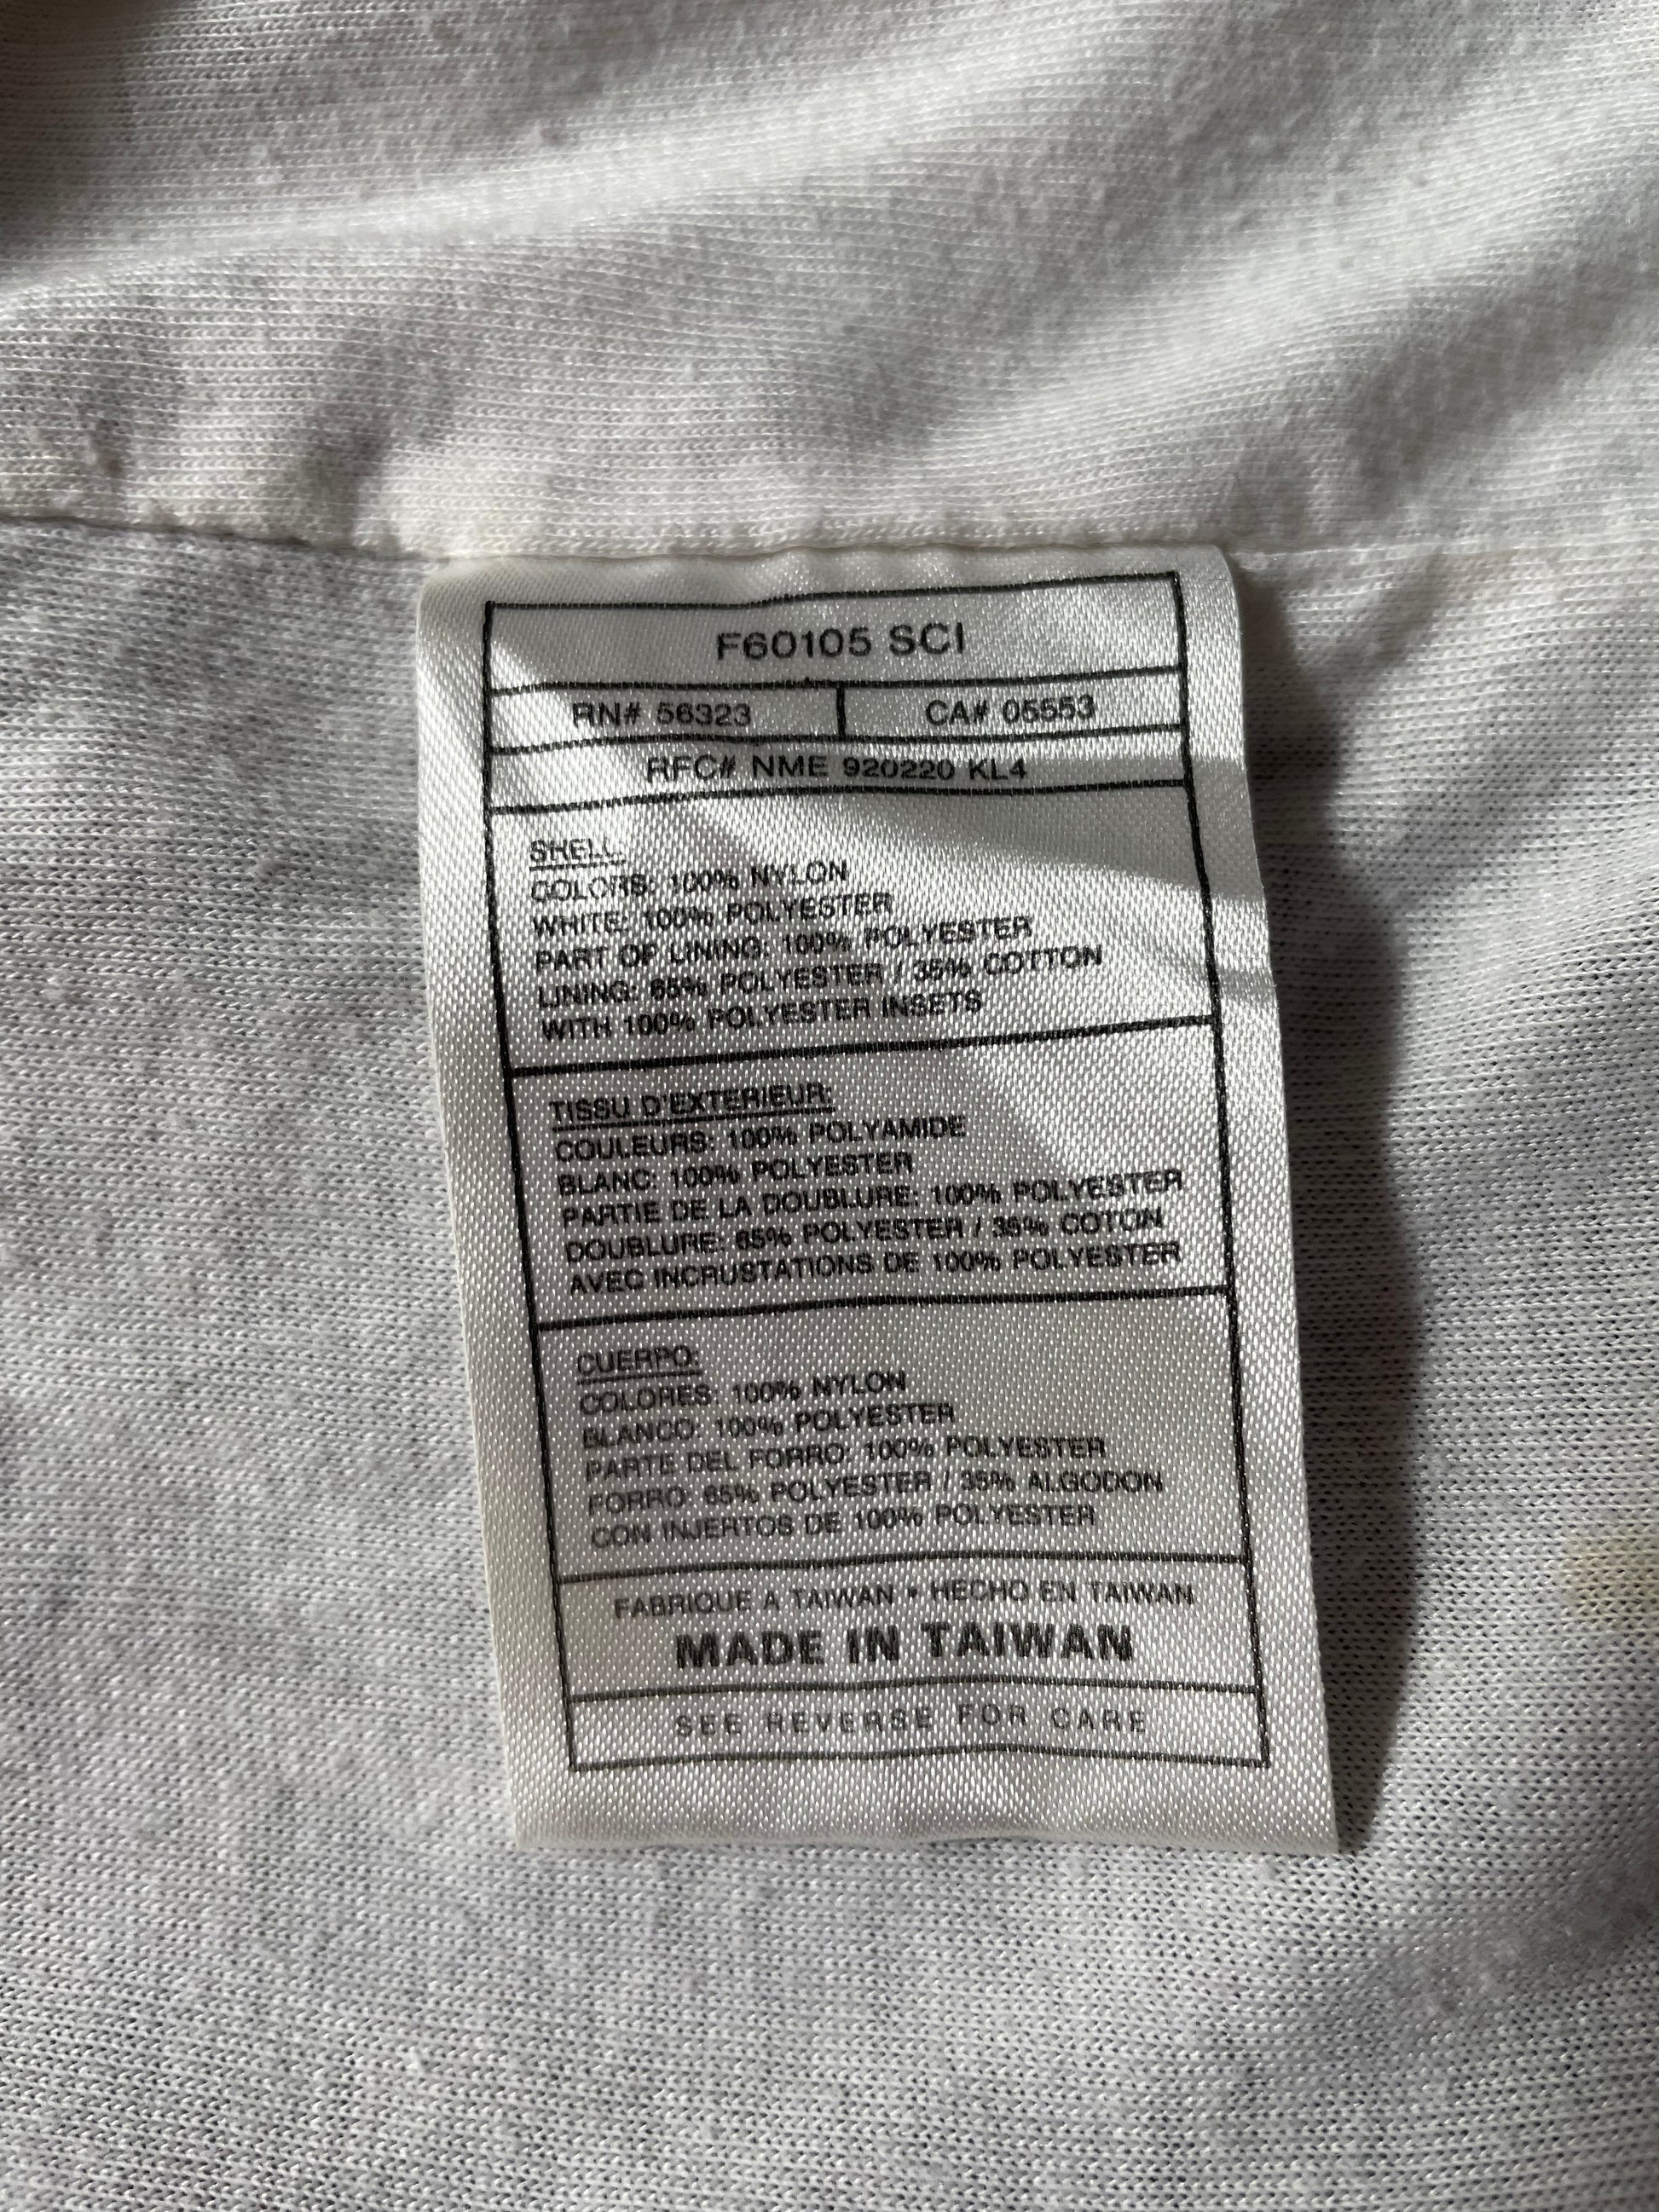 F60105 SCI
RN# 56323 CA# 05553
RFC# NME 920220 KL4
SHELL:
COLORS: 100% NYLON
WHITE: 100% POLYESTER
PART OF LINING: 100% POLYESTER
LINING: 65% POLYESTER / 35% COTTON
WITH 100% POLYESTER INSETS
TISSU D'EXTERIEUR:
COULEURS: 100% POLYAMIDE
BLANC: 100% POLYESTER
PARTIE DE LA DOUBLURE: 100% POLYESTER
DOUBLURE: 65% POLYESTER / 35% COTON
AVEC INCRUSTATIONS DE 100% POLYESTER
CUERPO:
COLORES: 100% NYLON
BLANCO: 100% POLYESTER
PARTE DEL FORRO: 100% POLYESTER
FORRO: 65% POLYESTER / 35% ALGODON
CON INJERTOS DE 100% POLYESTER
FABRIQUE A TAIWAN • HECHO EN TAIWAN
MADE IN TAIWAN
SEE REVERSE FOR CARE